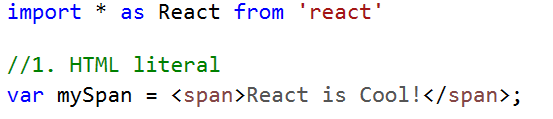 import * as React from 'react'
//1. HTML literal
var mySpan = <span>React is Cool!</span>;